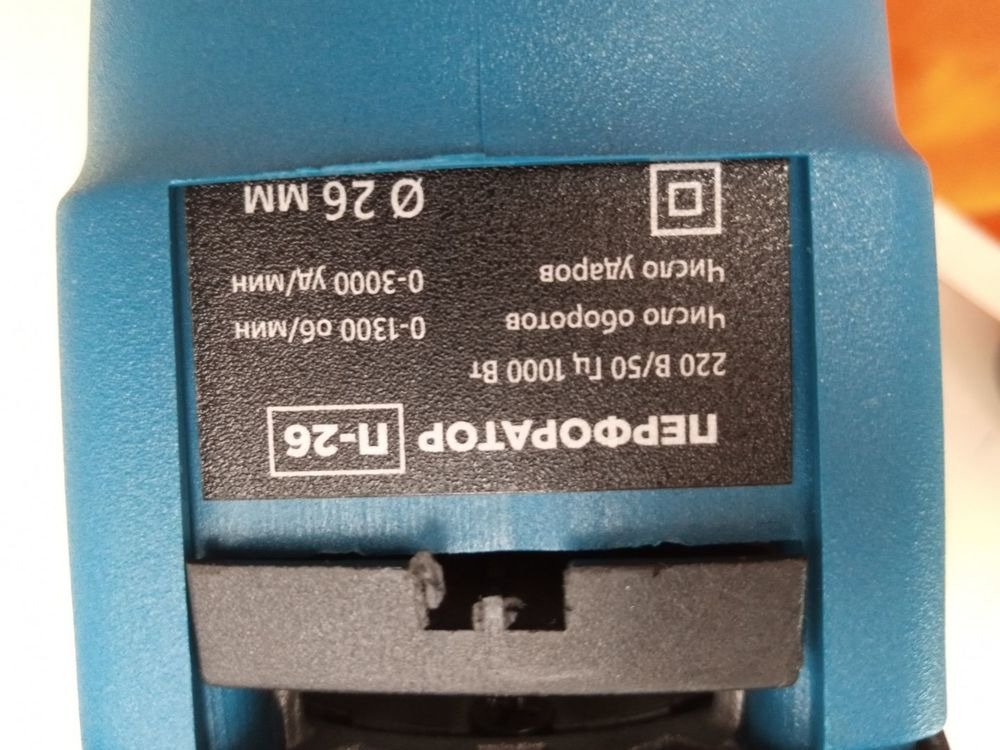 ПЕРФОРАТОР П-26
220 В/50 Гц 1000 Вт
Число оборотов 0-1300 об/мин
Число ударов 0-3000 уд/мин
Ø 26 мм